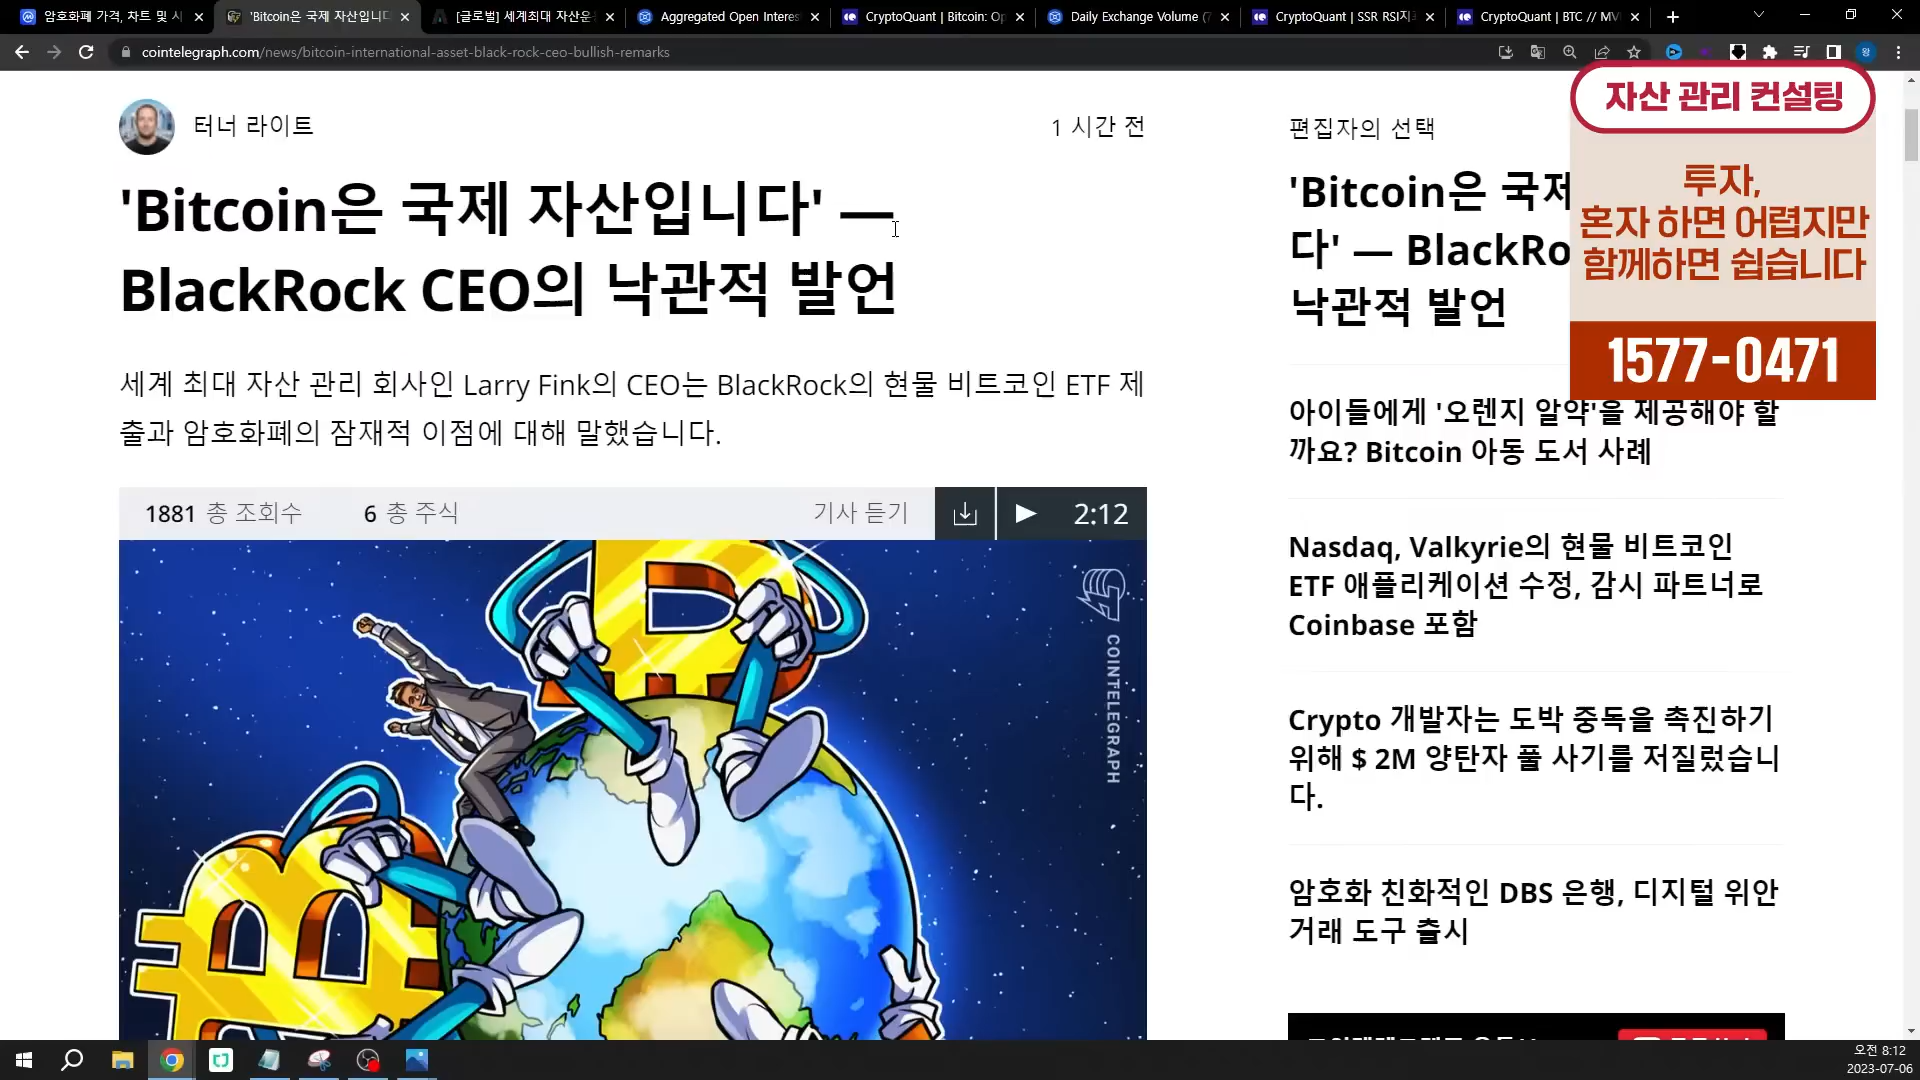 암호화폐 가격, 차트 및 시
'Bitcoin은 국제 자산입니다
[글로벌] 세계최대 자산운
Aggregated Open Interes
CryptoQuant | Bitcoin: Op
Daily Exchange Volume (7
CryptoQuant | SSR RSI지표
CryptoQuant | BTC // MV
cointelegraph.com/news/bitcoin-international-asset-black-rock-ceo-bullish-remarks
터너 라이트
1 시간 전
'Bitcoin은 국제 자산입니다' —
BlackRock CEO의 낙관적 발언
세계 최대 자산 관리 회사인 Larry Fink의 CEO는 BlackRock의 현물 비트코인 ETF 제
출과 암호화폐의 잠재적 이점에 대해 말했습니다.
1881 총 조회수
6 총 주식
기사 듣기
2:12
COINTELEGRAPH
편집자의 선택
'Bitcoin은 국제
다' — BlackRo
낙관적 발언
아이들에게 '오렌지 알약'을 제공해야 할
까요? Bitcoin 아동 도서 사례
Nasdaq, Valkyrie의 현물 비트코인
ETF 애플리케이션 수정, 감시 파트너로
Coinbase 포함
Crypto 개발자는 도박 중독을 촉진하기
위해 $ 2M 양탄자 풀 사기를 저질렀습니
다.
암호화 친화적인 DBS 은행, 디지털 위안
거래 도구 출시
자산 관리 컨설팅
투자,
혼자 하면 어렵지만
함께하면 쉽습니다
1577-0471
오전 8:12
2023-07-06